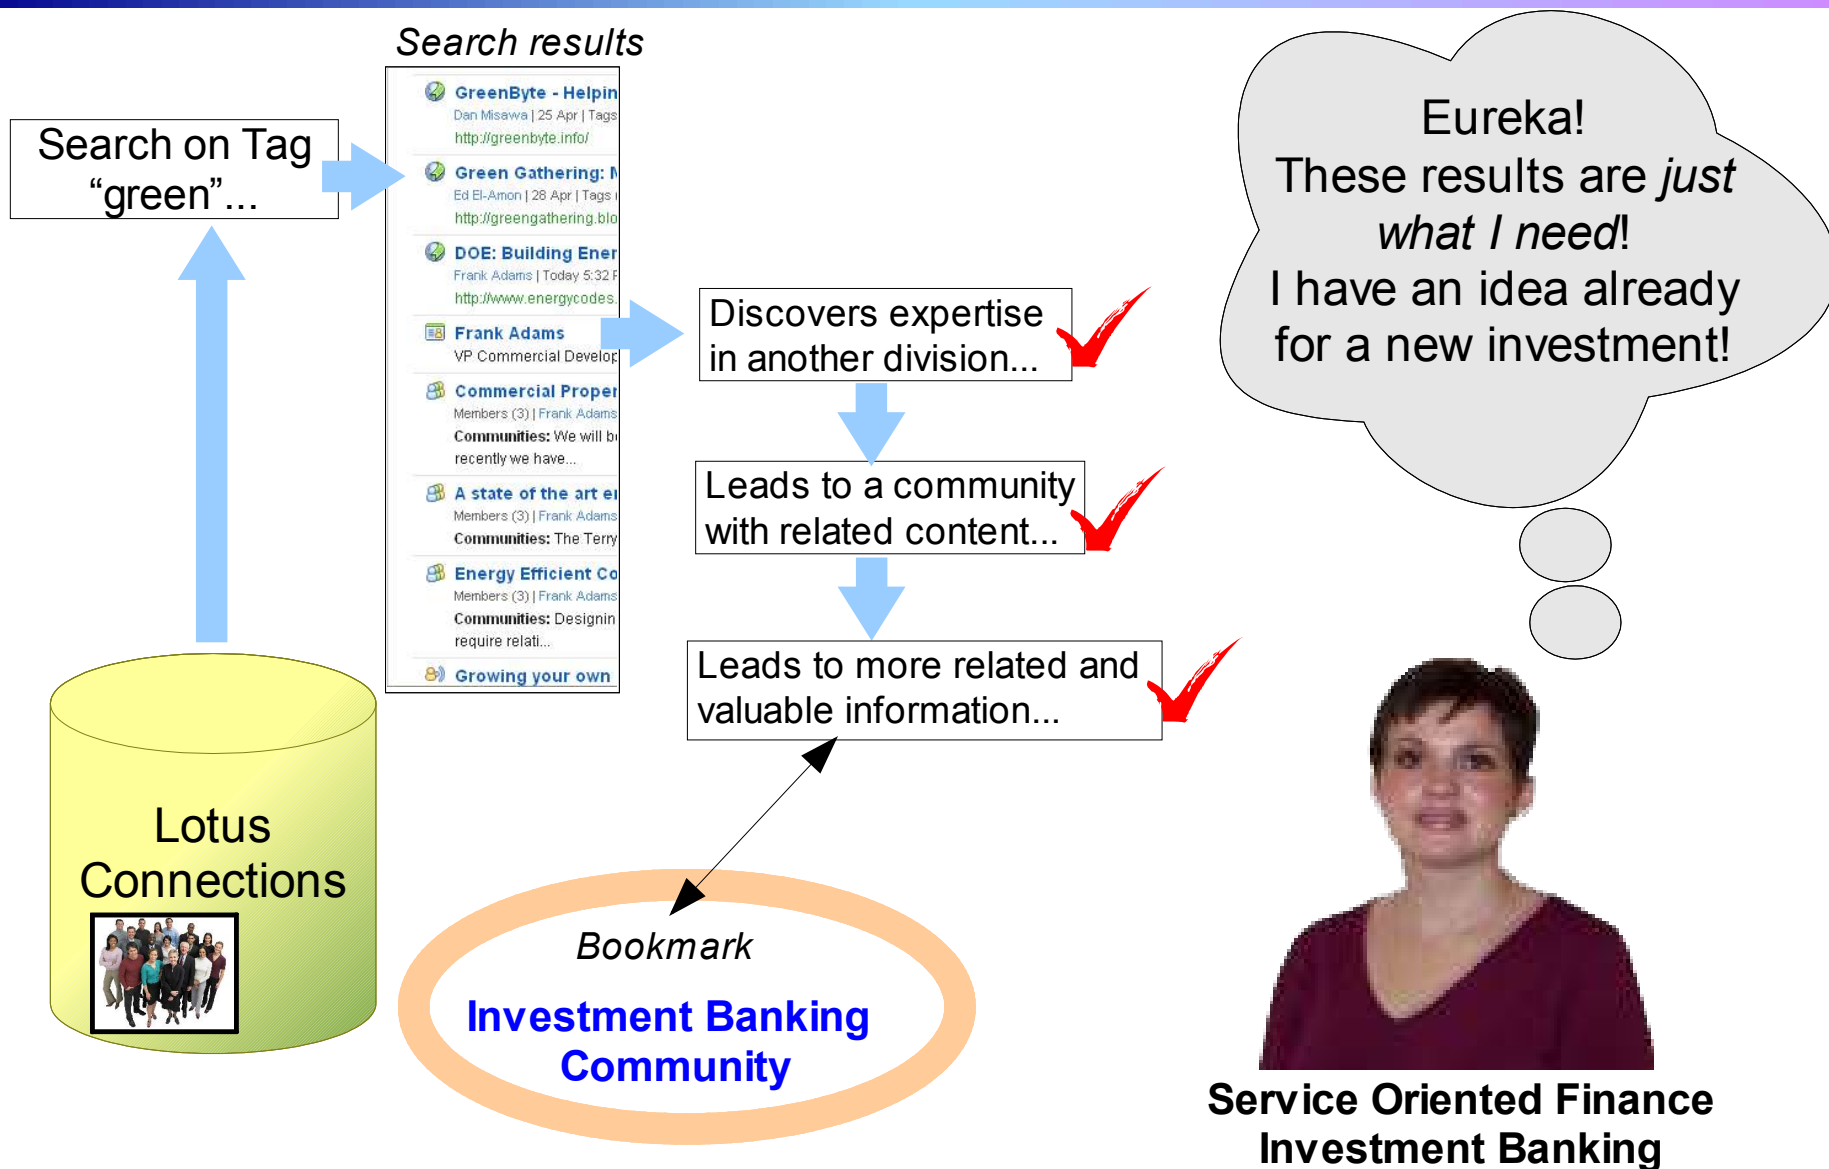 Search results
Search on Tag
“green”...
GreenByte - Helpin
Dan Misawa | 25 Apr | Tags
http://greenbyte.info/
Green Gathering:
Ed El-Amon | 28 Apr | Tags
http://greengathering.blo
DOE: Building Ener
Frank Adams | Today 5:32
http://www.energycodes.
Frank Adams
VP Commercial Develop
Commercial Proper
Members (3) | Frank Adams
Communities: We will
recently we have...
A state of the art
Members (3) | Frank Adams
Communities: The Terry
Energy Efficient Co
Members (3) | Frank Adams
Communities: Designin
require relati...
Growing your own
Discovers expertise
in another division...
Leads to a community
with related content...
Leads to more related and
valuable information...
Eureka!
These results are just
what I need!
I have an idea already
for a new investment!
Lotus
Connections
Bookmark
Investment Banking
Community
Service Oriented Finance
Investment Banking